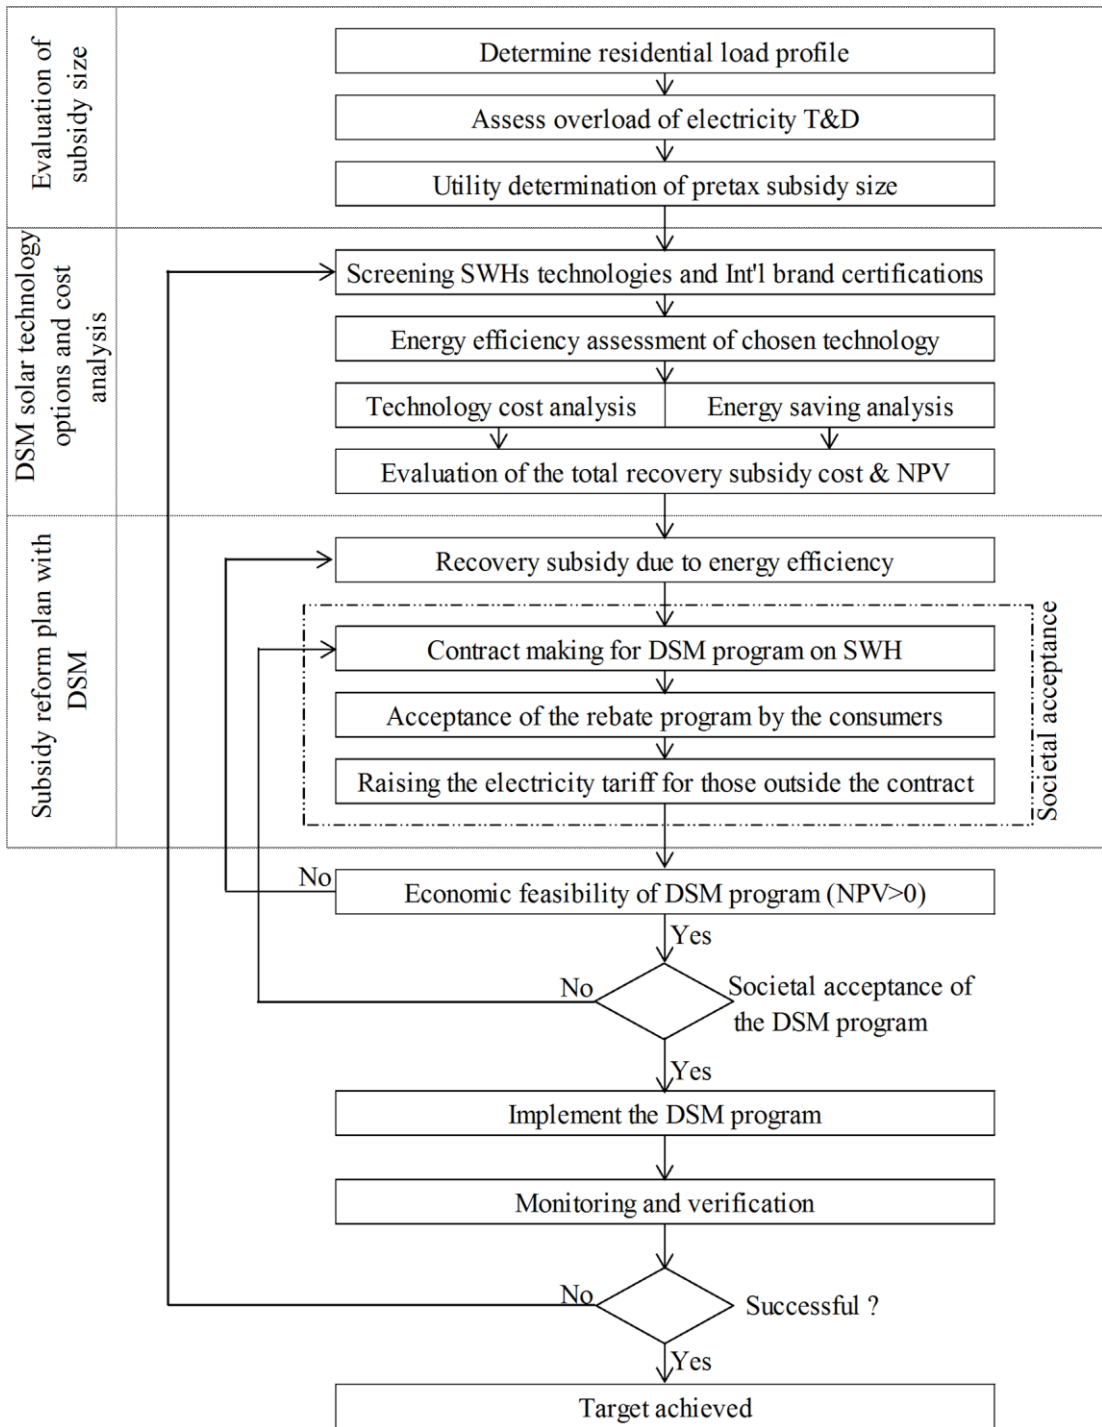 Evaluation of
subsidy size
Determine residential load profile
Assess overload of electricity T&D
Utility determination of pretax subsidy size
DSM solar technology
options and cost
analysis
Screening SWHs technologies and Int'l brand certifications
Energy efficiency assessment of chosen technology
Technology cost analysis
Energy saving analysis
Evaluation of the total recovery subsidy cost & NPV
Subsidy reform plan with
DSM
Recovery subsidy due to energy efficiency
Contract making for DSM program on SWH
Acceptance of the rebate program by the consumers
Raising the electricity tariff for those outside the contract
Societal acceptance
No
Economic feasibility of DSM program (NPV>0)
Yes
No
Societal acceptance of
the DSM program
Yes
Implement the DSM program
Monitoring and verification
No
Successful ?
Yes
Target achieved